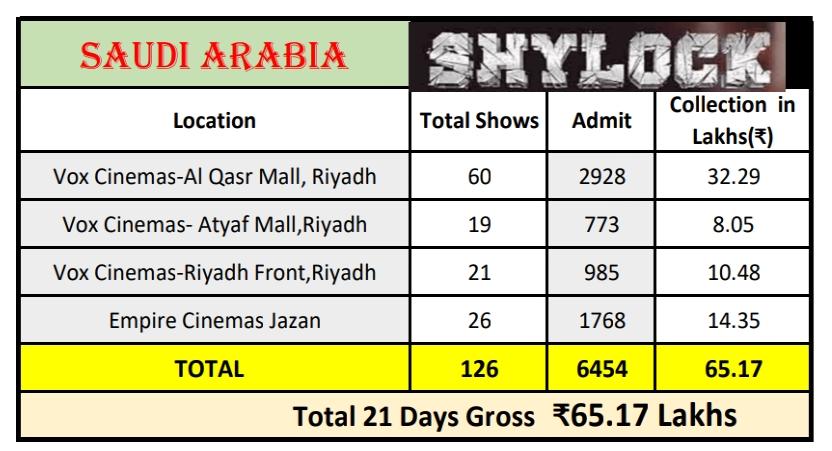 SAUDI ARABIA SHYLOCK
Location Total Shows Admit Collection in Lakhs(₹)
Vox Cinemas-Al Qasr Mall, Riyadh 60 2928 32.29
Vox Cinemas- Atyaf Mall,Riyadh 19 773 8.05
Vox Cinemas-Riyadh Front,Riyadh 21 985 10.48
Empire Cinemas Jazan 26 1768 14.35
TOTAL 126 6454 65.17
Total 21 Days Gross ₹65.17 Lakhs